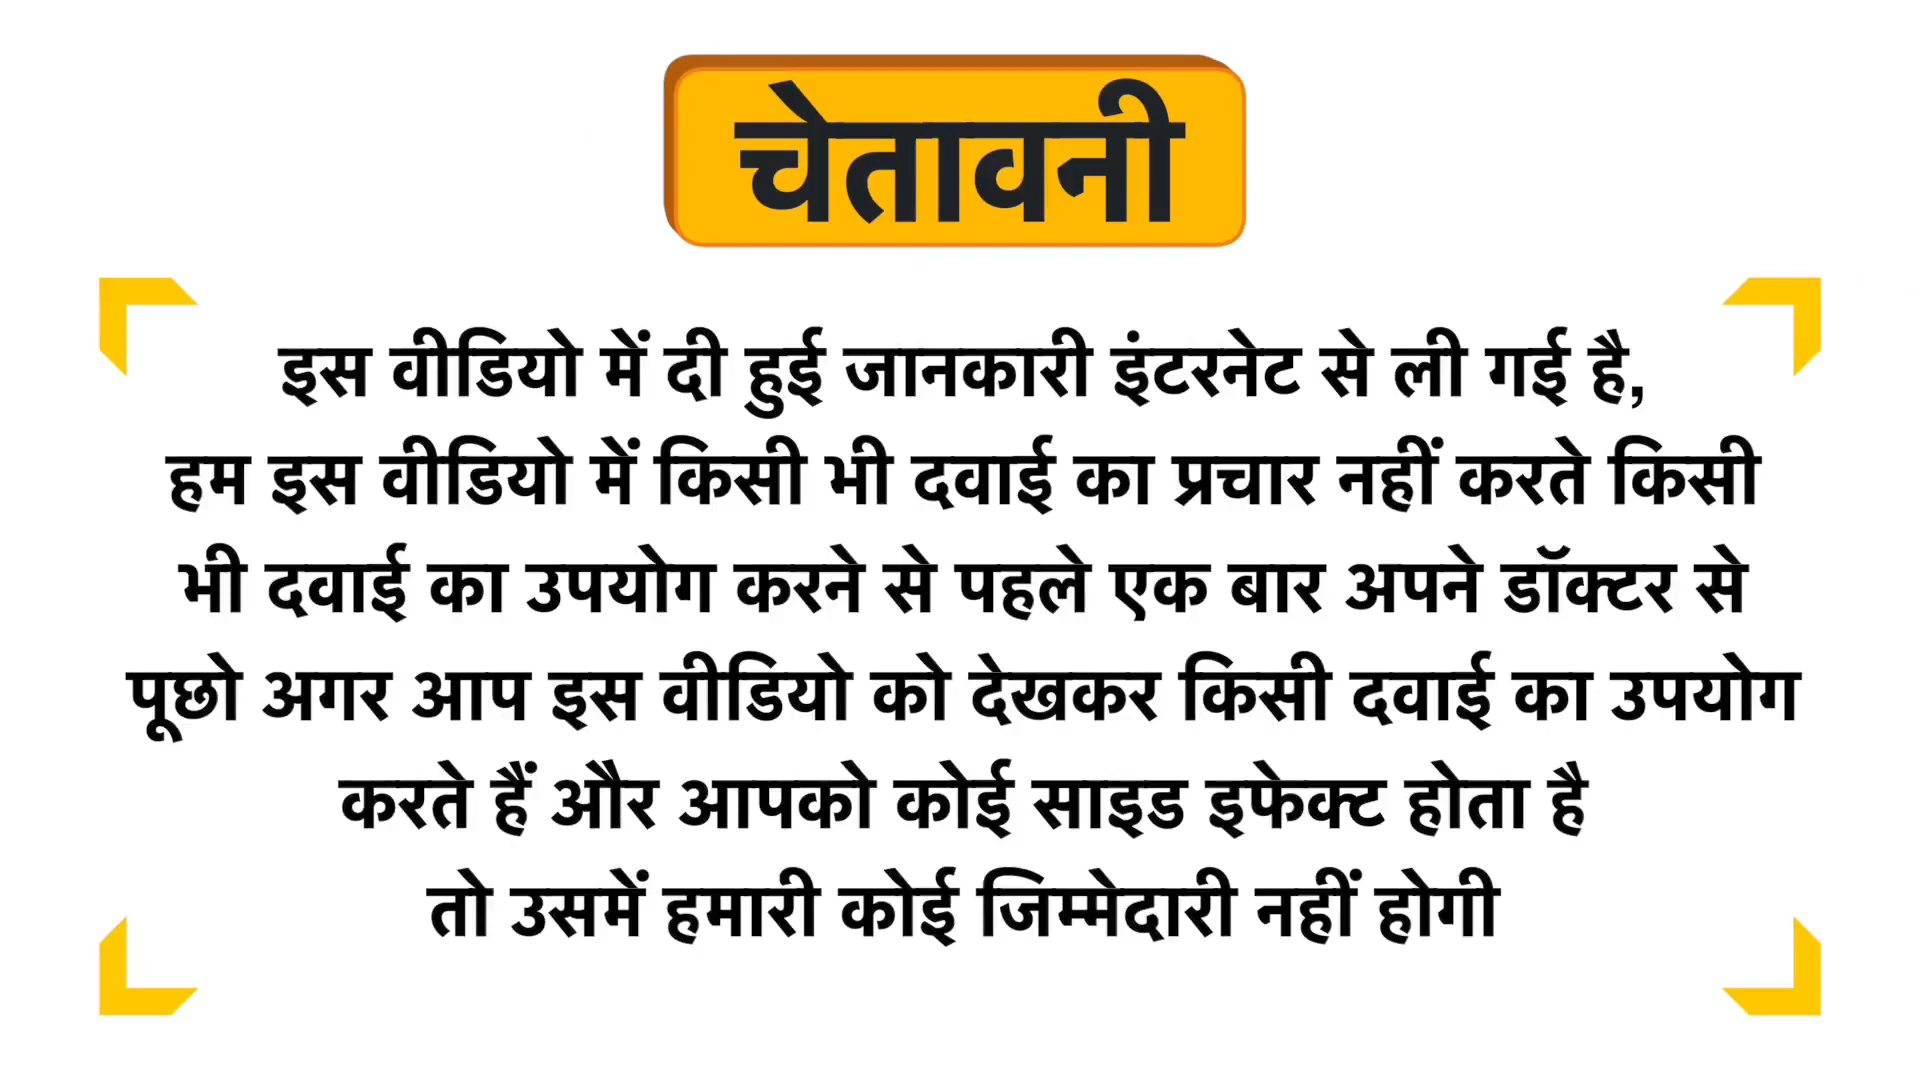 चेतावनी
इस वीडियो में दी हुई जानकारी इंटरनेट से ली गई है,
हम इस वीडियो में किसी भी दवाई का प्रचार नहीं करते किसी
भी दवाई का उपयोग करने से पहले एक बार अपने डॉक्टर से
पूछो अगर आप इस वीडियो को देखकर किसी दवाई का उपयोग
करते हैं और आपको कोई साइड इफेक्ट होता है
तो उसमें हमारी कोई जिम्मेदारी नहीं होगी